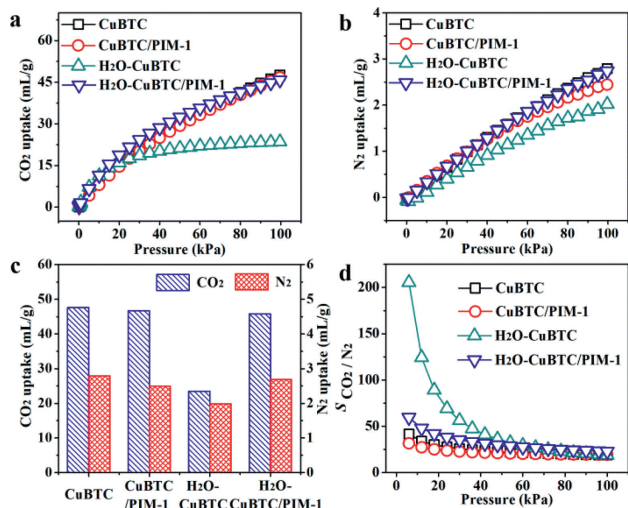 a
CuBTC
CuBTC/PIM-1
H2O-CuBTC
H2O-CuBTC/PIM-1
CO2 uptake (mL/g)
60
45
30
15
0
0 20 40 60 80 100
Pressure (kPa)
b
CuBTC
CuBTC/PIM-1
H2O-CuBTC
H2O-CuBTC/PIM-1
N2 uptake (mL/g)
4
3
2
1
0
0 20 40 60 80 100
Pressure (kPa)
c
CO2 N2
CO2 uptake (mL/g)
60
50
40
30
20
10
0
6
5
4
3
2
1
0
N2 uptake (mL/g)
CuBTC
CuBTC
/PIM-1
H2O-
CuBTC
H2O-
CuBTC/PIM-1
d
CuBTC
CuBTC/PIM-1
H2O-CuBTC
H2O-CuBTC/PIM-1
S CO2 / N2
200
150
100
50
0
0 20 40 60 80 100
Pressure (kPa)